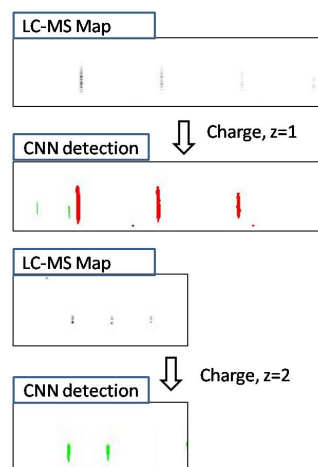 LC-MS Map
Charge, z=1
CNN detection
LC-MS Map
Charge, z=2
CNN detection